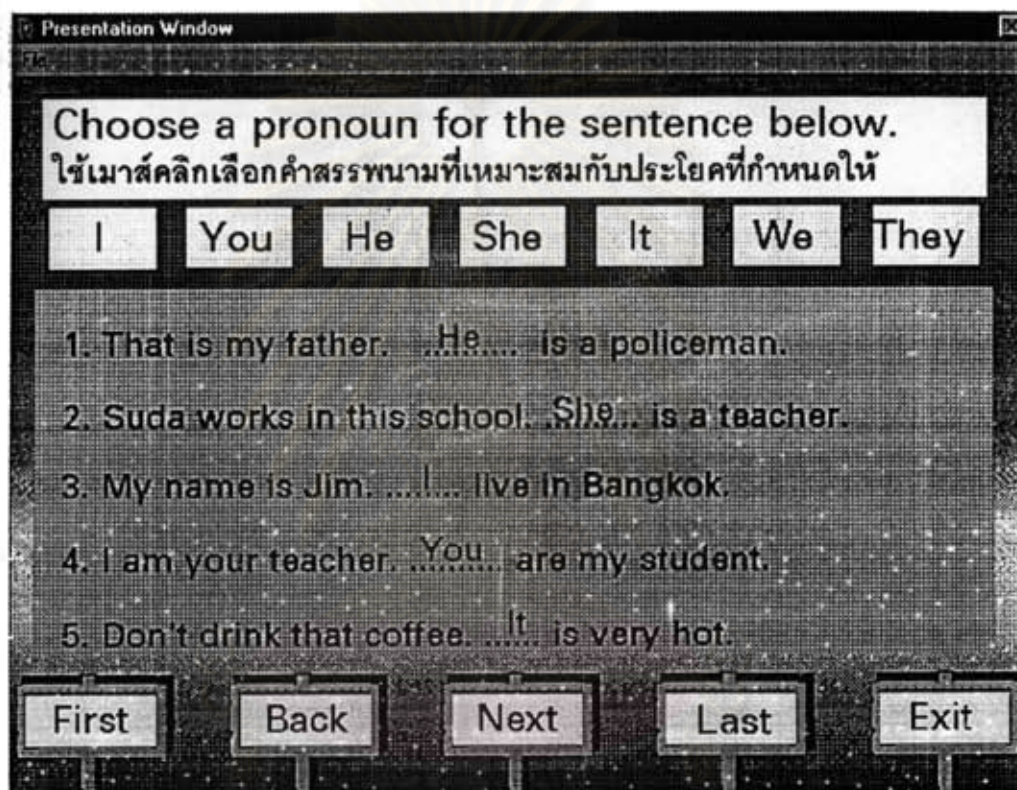 Presentation Window
File
Choose a pronoun for the sentence below.
ใช้เมาส์คลิกเลือกคำสรรพนามที่เหมาะสมกับประโยคที่กำหนดให้
I You He She It We They
1. That is my father. ...He..... is a policeman.
2. Suda works in this school. .She... is a teacher.
3. My name is Jim. ....I.... live in Bangkok.
4. I am your teacher. ..You.... are my student.
5. Don't drink that coffee. ....It... is very hot.
First Back Next Last Exit